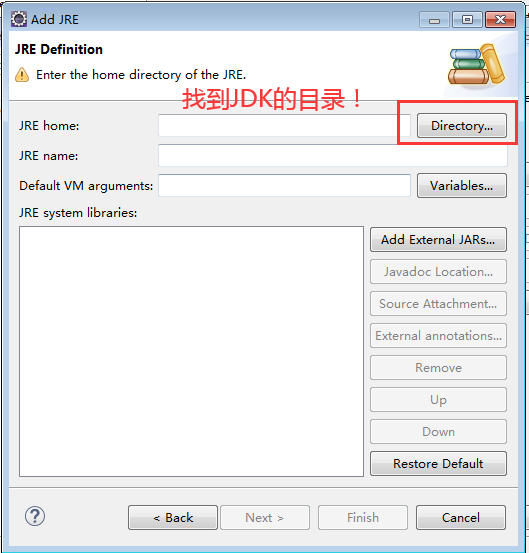 Add JRE
JRE Definition
Enter the home directory of the JRE.
找到JDK的目录！
JRE home:
Directory...
JRE name:
Default VM arguments:
Variables...
JRE system libraries:
Add External JARs...
Javadoc Location...
Source Attachment...
External annotations...
Remove
Up
Down
Restore Default
?
< Back
Next >
Finish
Cancel